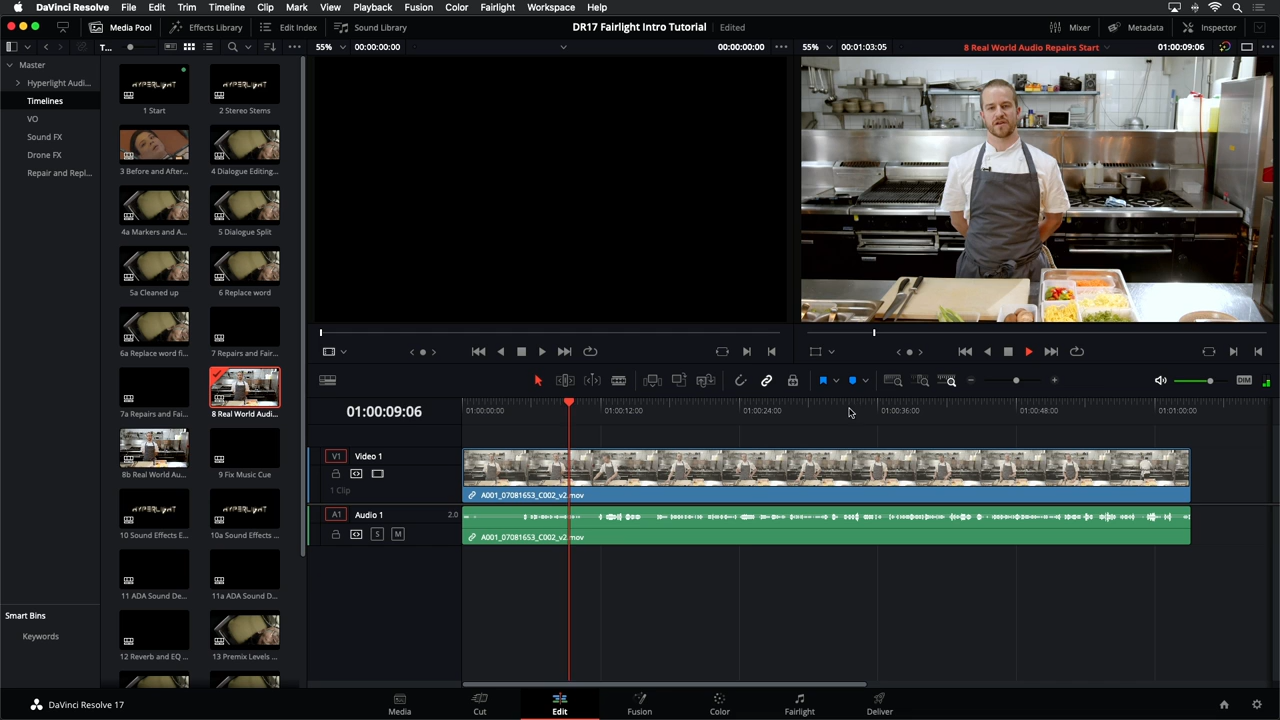 DaVinci Resolve File Edit Trim Timeline Clip Mark View Playback Fusion Color Fairlight Workspace Help
Media Pool Effects Library Edit Index Sound Library DR17 Fairlight Intro Tutorial Edited Mixer Metadata Inspector
T... 55% 00:00:00:00 00:00:00:00 55% 00:01:03:05 8 Real World Audio Repairs Start 01:00:09:06
Master
Hyperlight Audi...
Timelines
VO
Sound FX
Drone FX
Repair and Repl...
1 Start 2 Stereo Stems
3 Before and After... 4 Dialogue Editing...
4a Markers and A... 5 Dialogue Split
5a Cleaned up 6 Replace word
6a Replace word fi... 7 Repairs and Fair...
7a Repairs and Fai... 8 Real World Audi...
8b Real World Au... 9 Fix Music Cue
10 Sound Effects E... 10a Sound Effects ...
11 ADA Sound De... 11a ADA Sound D...
12 Reverb and EQ ... 13 Premix Levels ...
Smart Bins
Keywords
DIM
01:00:09:06 01:00:00:00 01:00:12:00 01:00:24:00 01:00:36:00 01:00:48:00 01:01:00:00
V1 Video 1
1 Clip
A001_07081653_C002_v2.mov
A1 Audio 1 2.0
S M
A001_07081653_C002_v2.mov
DaVinci Resolve 17
Media Cut Edit Fusion Color Fairlight Deliver